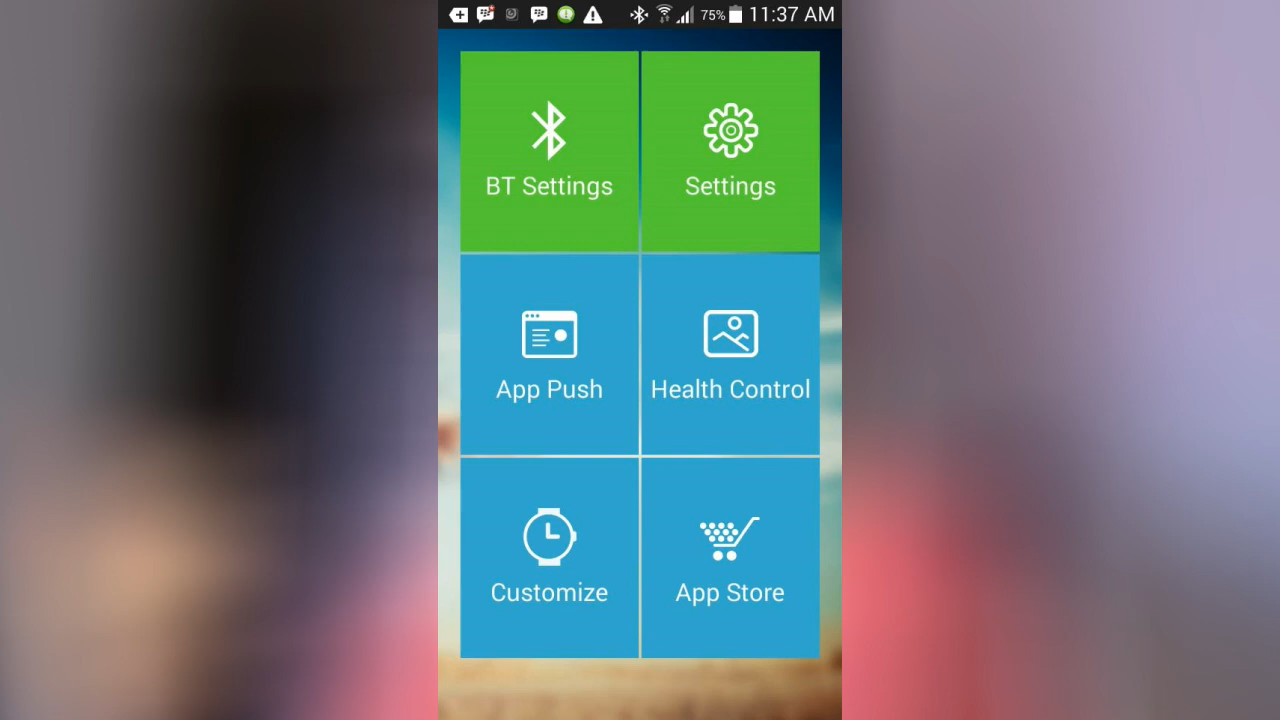 75% 11:37 AM
BT Settings Settings
App Push Health Control
Customize App Store